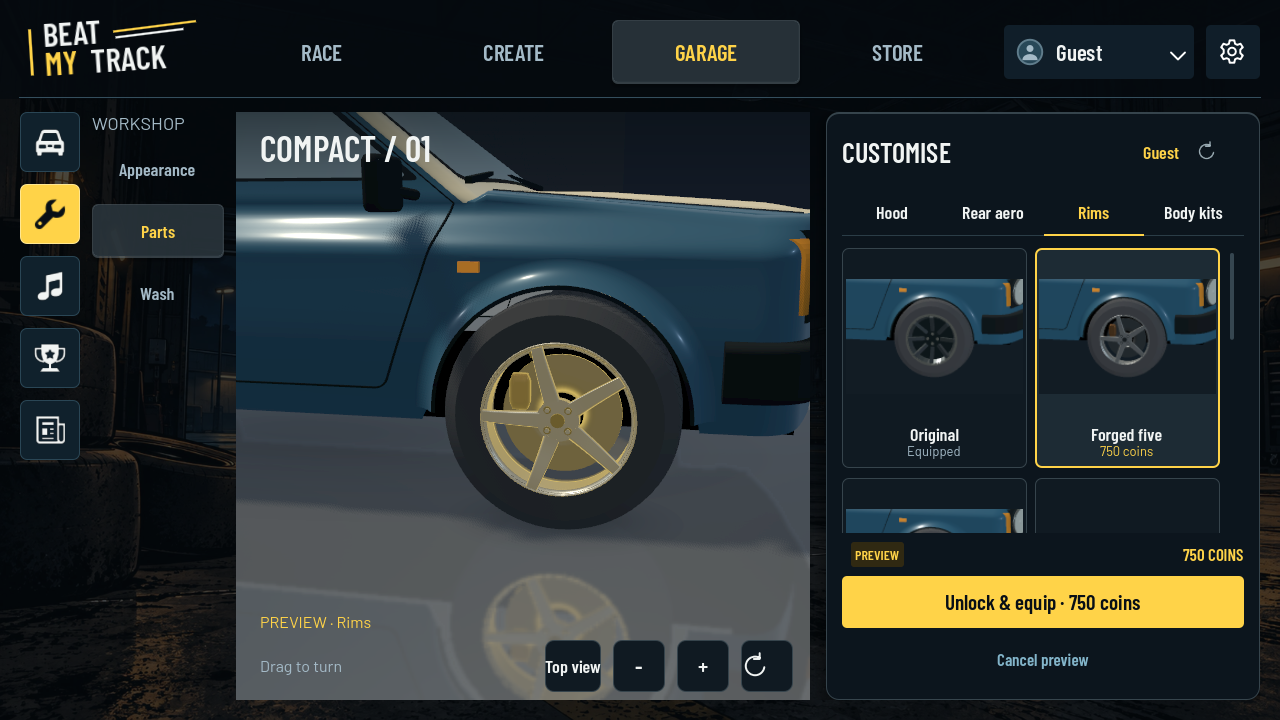 BEAT
MY TRACK
RACE
CREATE
GARAGE
STORE
Guest
WORKSHOP
Appearance
Parts
Wash
COMPACT / 01
PREVIEW · Rims
Drag to turn
Top view
-
+
CUSTOMISE
Guest
Hood
Rear aero
Rims
Body kits
Original
Equipped
Forged five
750 coins
PREVIEW
750 COINS
Unlock & equip · 750 coins
Cancel preview